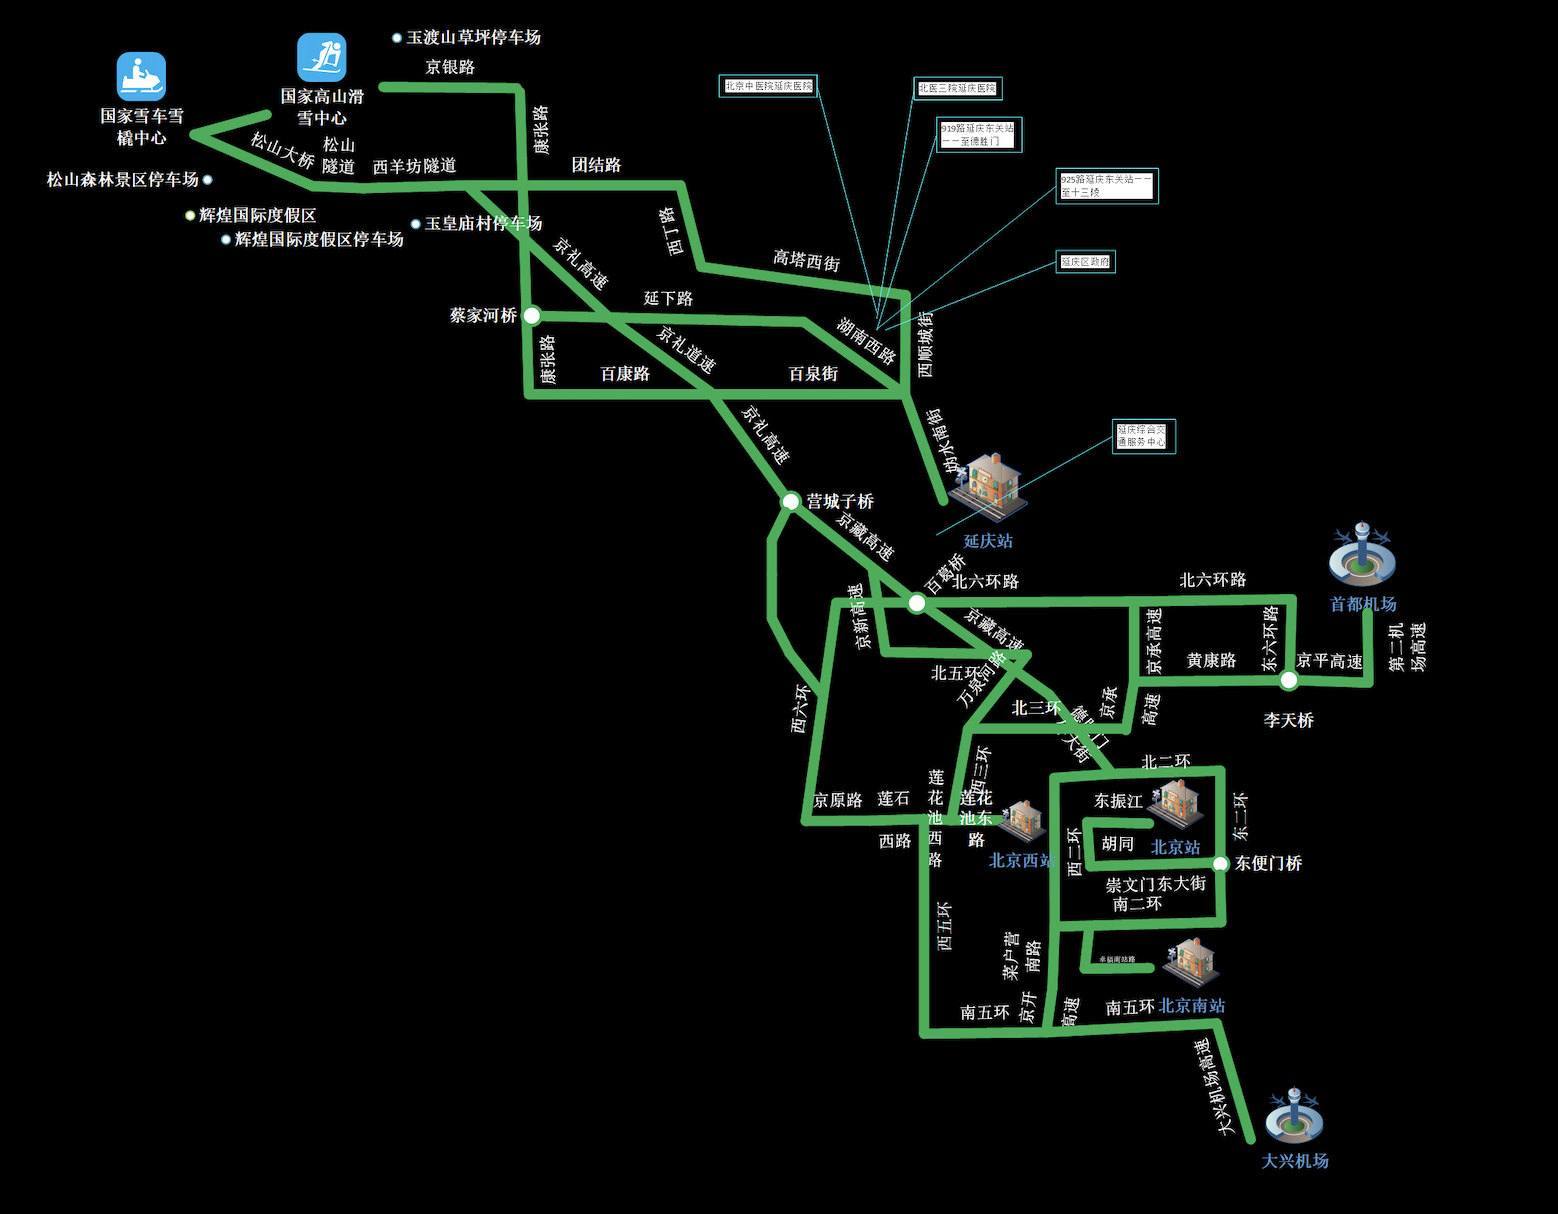 玉渡山草坪停车场
京银路
国家高山滑
雪中心
国家雪车雪
橇中心
康张路
北京中医院延庆医院
北医三院延庆医院
919路延庆东关站
——至德胜门
松山大桥
松山
隧道
西羊坊隧道
团结路
松山森林景区停车场
925路延庆东关站——
至十三陵
辉煌国际度假区
玉皇庙村停车场
辉煌国际度假区停车场
西丁路
京礼高速
高塔西街
延庆区政府
延下路
蔡家河桥
湖南西路
西顺城街
京礼道速
康张路
百康路
百泉街
京礼高速
妫水南街
延庆综合交
通服务中心
营城子桥
京藏高速
延庆站
百葛桥
北六环路
北六环路
首都机场
京新高速
京藏高速
京承高速
东六环路
第二机
场高速
黄康路
京平高速
北五环
万泉河路
西六环
北三环
德胜门
外大街
京承
高速
李天桥
西三环
北二环
京原路
莲石
西路
莲
花
池
西
路
莲花
池东
路
北京西站
东振江
胡同
北京站
西二环
东二环
东便门桥
崇文门东大街
南二环
西五环
菜户营
南路
幸福南站路
北京南站
南五环
京开
高速
南五环
大兴机场高速
大兴机场